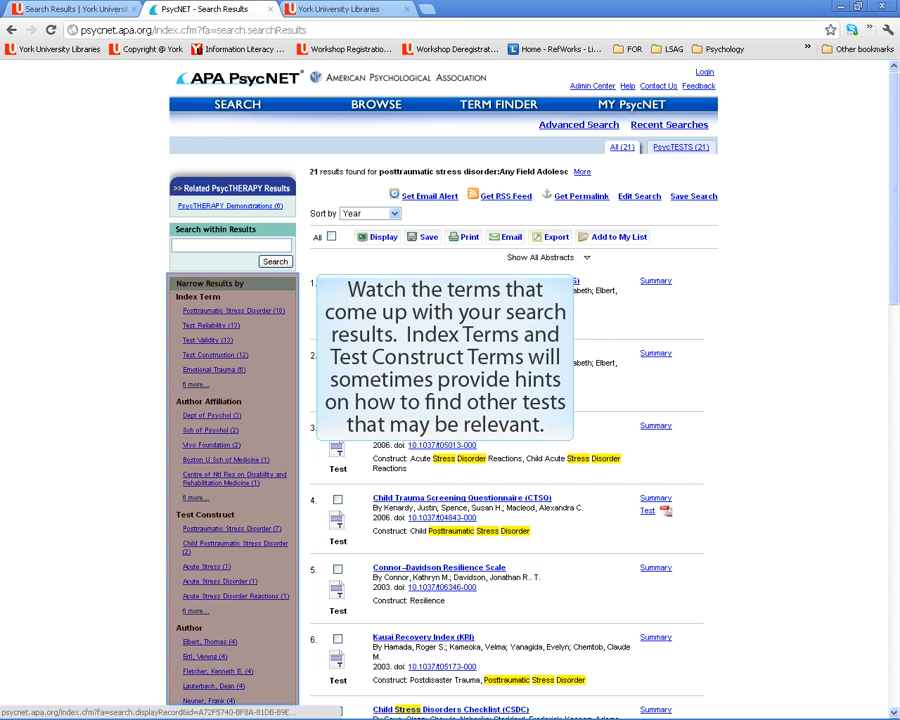 Search Results | York Universi
PsycNET - Search Results
York University Libraries
psycnet.apa.org/index.cfm?fa=search.searchResults
York University Libraries
Copyright @ York
Information Literacy ...
Workshop Registratio...
Workshop Deregistrat...
Home - RefWorks - Li...
FOR
LSAG
Psychology
Other bookmarks
APA PsycNET
AMERICAN PSYCHOLOGICAL ASSOCIATION
Login
Admin Center Help Contact Us Feedback
SEARCH BROWSE TERM FINDER MY PsycNET
Advanced Search Recent Searches
All (21) PsycTESTS (21)
>> Related PsycTHERAPY Results
PsycTHERAPY Demonstrations (6)
Search within Results
Search
21 results found for posttraumatic stress disorder:Any Field Adolesc More
Set Email Alert Get RSS Feed Get Permalink Edit Search Save Search
Sort by Year
All Display Save Print Email Export Add to My List
Show All Abstracts
Narrow Results by
Index Term
Posttraumatic Stress Disorder (18)
Test Reliability (13)
Test Validity (13)
Test Construction (12)
Emotional Trauma (8)
6 more...
Author Affiliation
Dept of Psychol (3)
Sch of Psychol (2)
Vivo Foundation (2)
Boston U Sch of Medicine (1)
Centre of Ntl Res on Disability and
Rehabilitation Medicine (1)
6 more...
Test Construct
Posttraumatic Stress Disorder (7)
Child Posttraumatic Stress Disorder
(2)
Acute Stress (1)
Acute Stress Disorder (1)
Acute Stress Disorder Reactions (1)
6 more...
Author
Elbert, Thomas (4)
Ertl, Verena (4)
Fletcher, Kenneth E. (4)
Lauterbach, Dean (4)
Neuner, Frank (4)
Watch the terms that
come up with your search
results. Index Terms and
Test Construct Terms will
sometimes provide hints
on how to find other tests
that may be relevant.
1.
abeth; Elbert,
Summary
2.
abeth; Elbert,
Summary
3.
Summary
2006. doi: 10.1037/t05013-000
Construct: Acute Stress Disorder Reactions, Child Acute Stress Disorder
Reactions
Test
4.
Child Trauma Screening Questionnaire (CTSQ)
By Kenardy, Justin; Spence, Susan H.; Macleod, Alexandra C.
2006. doi: 10.1037/t04843-000
Construct: Child Posttraumatic Stress Disorder
Test
Summary
Test
5.
Connor–Davidson Resilience Scale
By Connor, Kathryn M.; Davidson, Jonathan R.. T.
2003. doi: 10.1037/t06346-000
Construct: Resilience
Test
Summary
6.
Kauai Recovery Index (KRI)
By Hamada, Roger S.; Kameoka, Velma; Yanagida, Evelyn; Chemtob, Claude
M.
2003. doi: 10.1037/t05173-000
Construct: Postdisaster Trauma, Posttraumatic Stress Disorder
Test
Summary
Child Stress Disorders Checklist (CSDC)
Summary